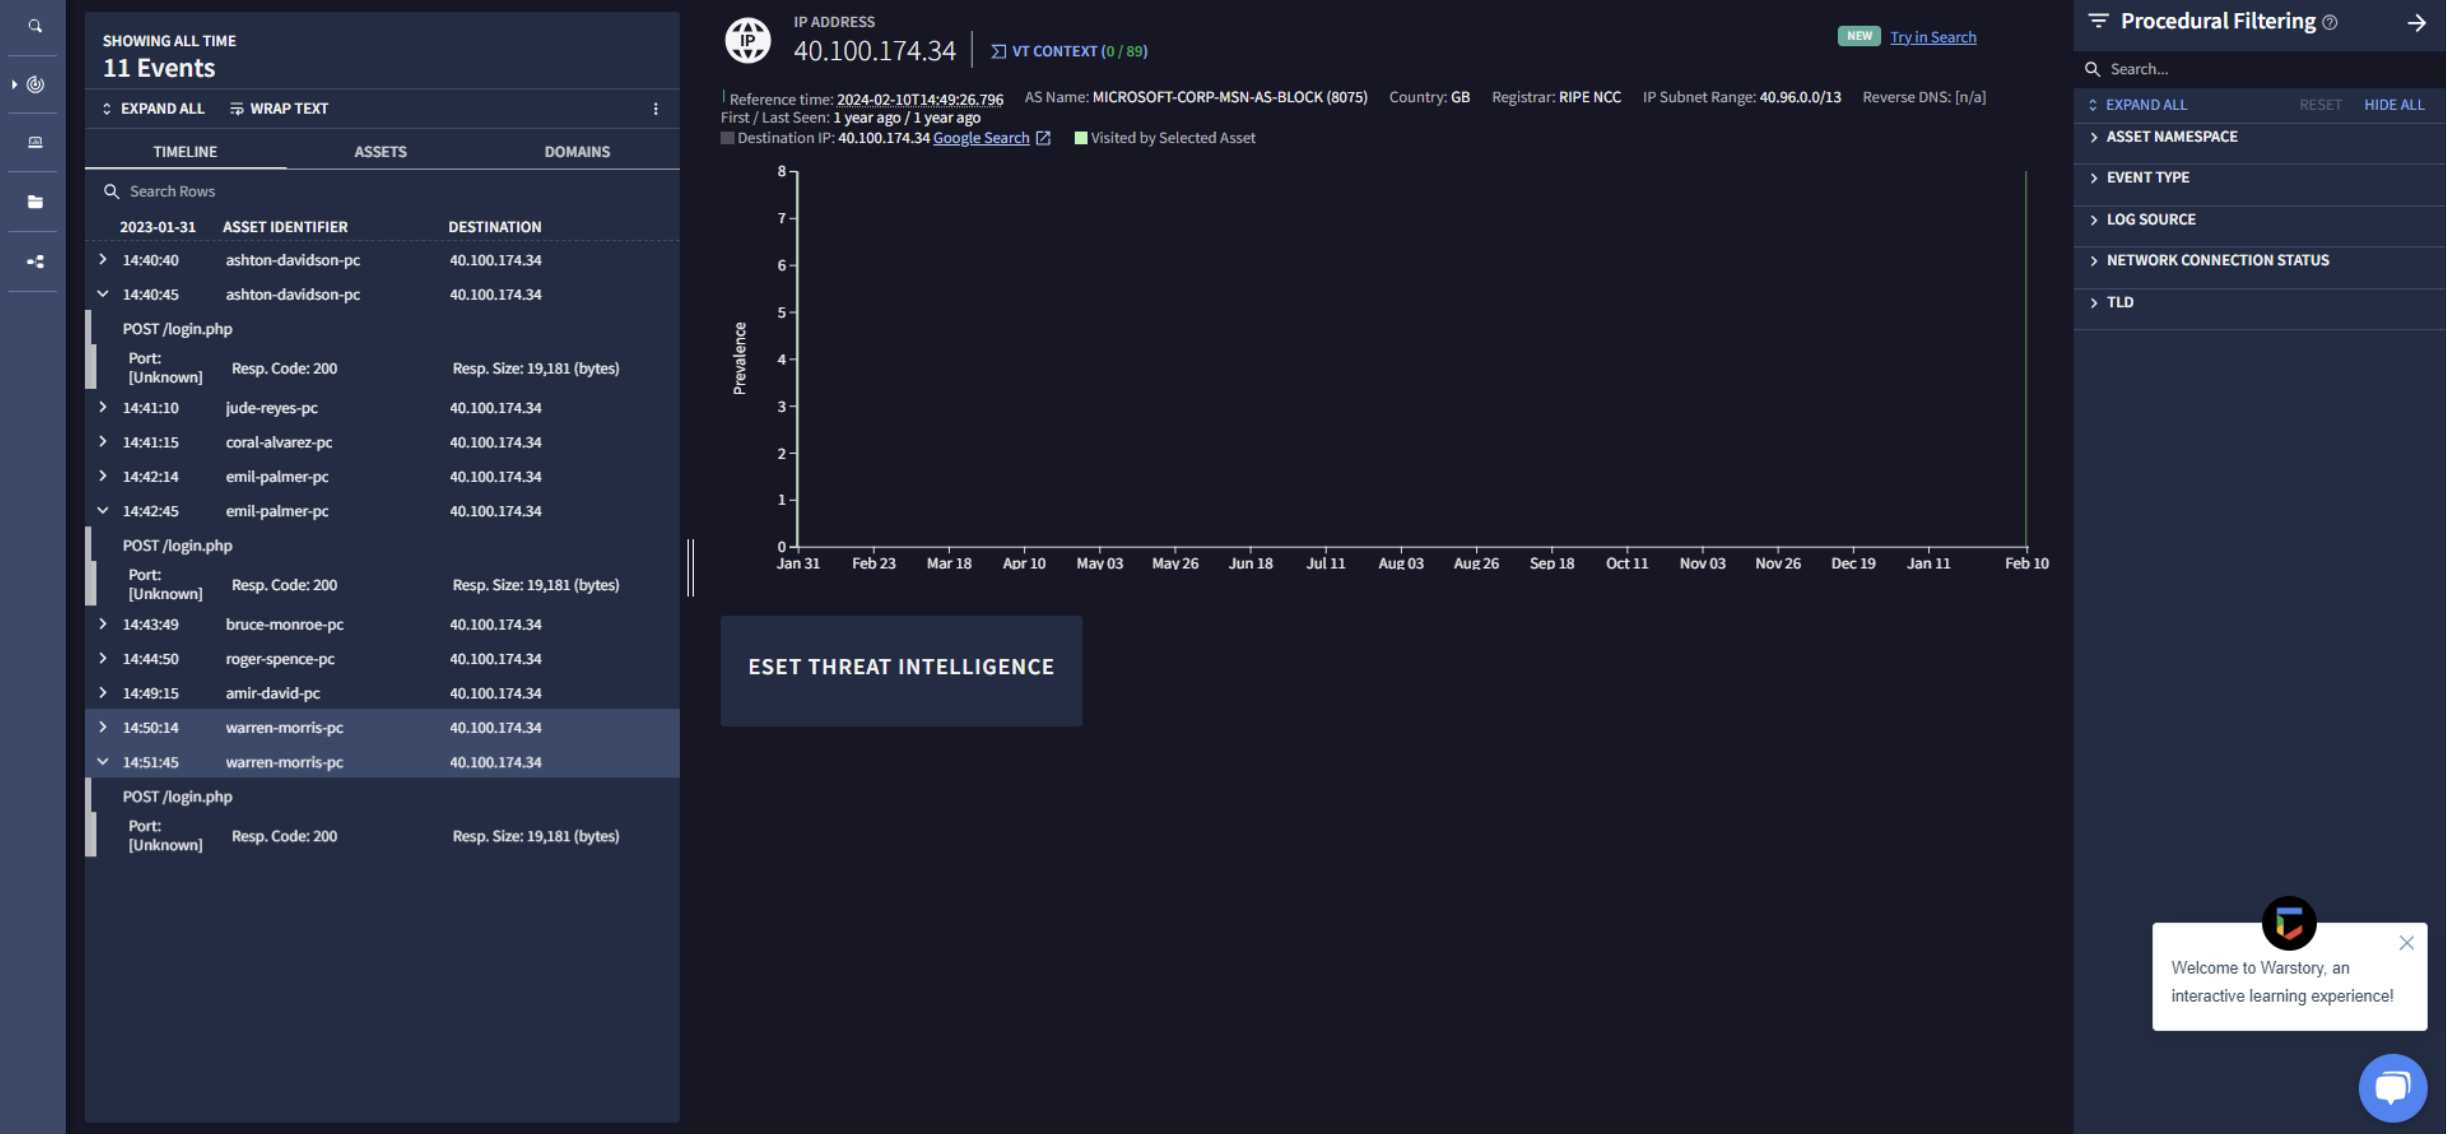 SHOWING ALL TIME
11 Events
EXPAND ALL WRAP TEXT
TIMELINE ASSETS DOMAINS
Search Rows
2023-01-31 ASSET IDENTIFIER DESTINATION
14:40:40 ashton-davidson-pc 40.100.174.34
14:40:45 ashton-davidson-pc 40.100.174.34
POST /login.php
Port: [Unknown] Resp. Code: 200 Resp. Size: 19,181 (bytes)
14:41:10 jude-reyes-pc 40.100.174.34
14:41:15 coral-alvarez-pc 40.100.174.34
14:42:14 emil-palmer-pc 40.100.174.34
14:42:45 emil-palmer-pc 40.100.174.34
POST /login.php
Port: [Unknown] Resp. Code: 200 Resp. Size: 19,181 (bytes)
14:43:49 bruce-monroe-pc 40.100.174.34
14:44:50 roger-spence-pc 40.100.174.34
14:49:15 amir-david-pc 40.100.174.34
14:50:14 warren-morris-pc 40.100.174.34
14:51:45 warren-morris-pc 40.100.174.34
POST /login.php
Port: [Unknown] Resp. Code: 200 Resp. Size: 19,181 (bytes)
IP
IP ADDRESS
40.100.174.34 VT CONTEXT (0 / 89)
NEW Try in Search
Reference time: 2024-02-10T14:49:26.796 AS Name: MICROSOFT-CORP-MSN-AS-BLOCK (8075) Country: GB Registrar: RIPE NCC IP Subnet Range: 40.96.0.0/13 Reverse DNS: [n/a]
First / Last Seen: 1 year ago / 1 year ago
Destination IP: 40.100.174.34 Google Search Visited by Selected Asset
Prevalence
8
7
6
5
4
3
2
1
0
Jan 31 Feb 23 Mar 18 Apr 10 May 03 May 26 Jun 18 Jul 11 Aug 03 Aug 26 Sep 18 Oct 11 Nov 03 Nov 26 Dec 19 Jan 11 Feb 10
ESET THREAT INTELLIGENCE
Procedural Filtering
Search...
EXPAND ALL RESET HIDE ALL
ASSET NAMESPACE
EVENT TYPE
LOG SOURCE
NETWORK CONNECTION STATUS
TLD
Welcome to Warstory, an
interactive learning experience!